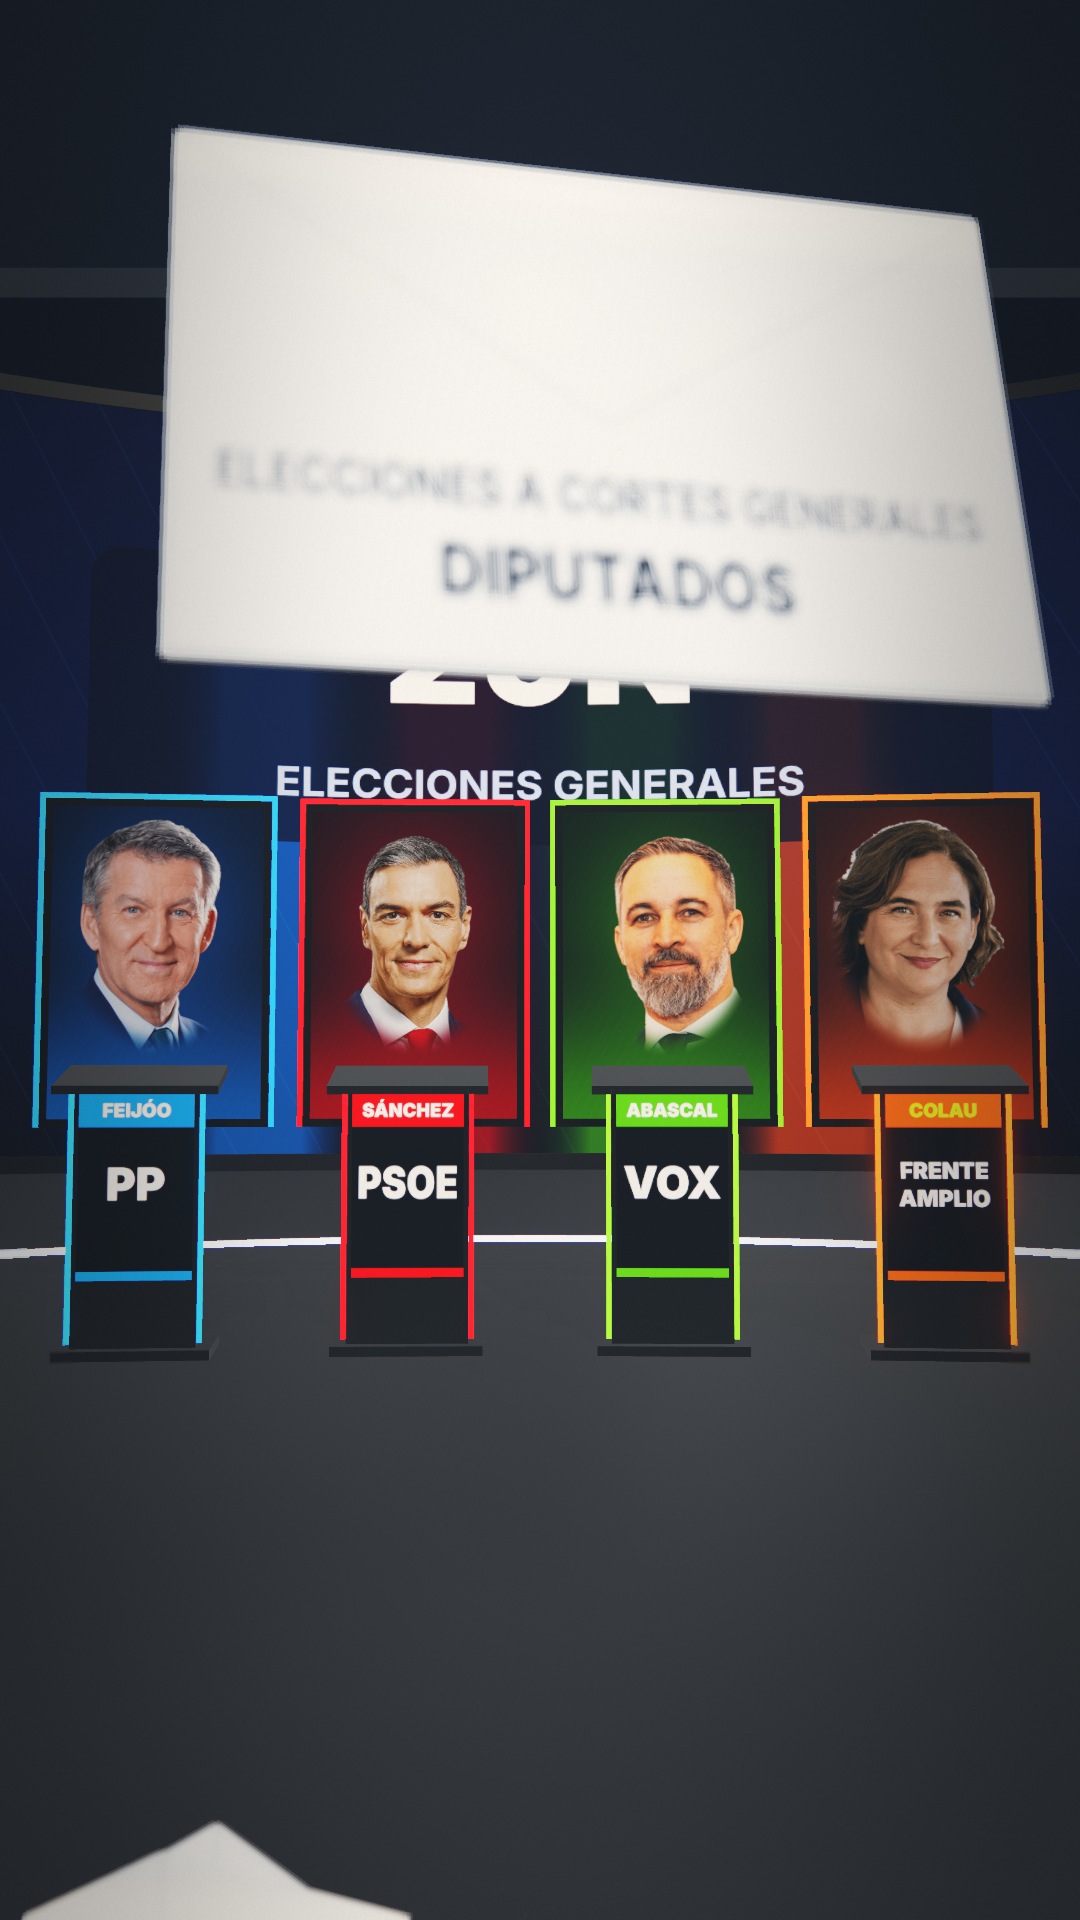 ELECCIONES A CORTES GENERALES
DIPUTADOS
ELECCIONES GENERALES
FEIJÓO
SÁNCHEZ
ABASCAL
COLAU
PP
PSOE
VOX
FRENTE
AMPLIO